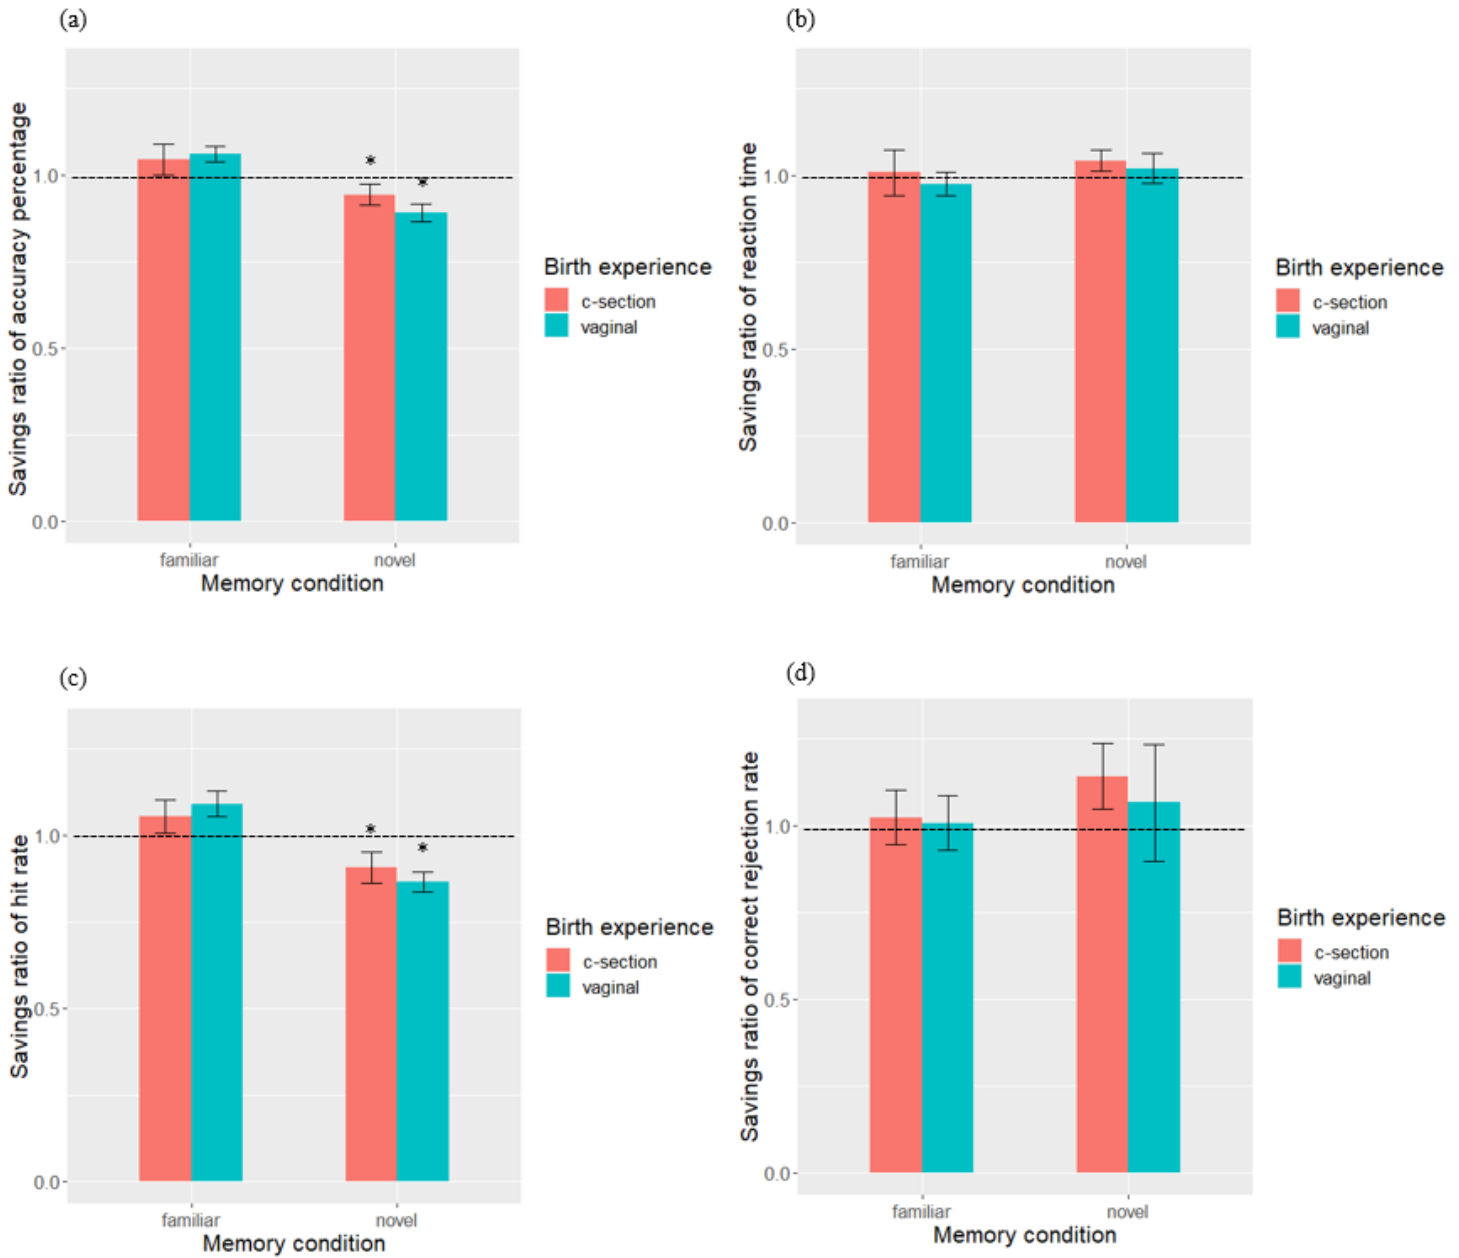 (a)
Savings ratio of accuracy percentage
1.0
0.5
0.0
familiar
novel
Memory condition
*
*
Birth experience
c-section
vaginal
(b)
Savings ratio of reaction time
1.0
0.5
0.0
familiar
novel
Memory condition
Birth experience
c-section
vaginal
(c)
Savings ratio of hit rate
1.0
0.5
0.0
familiar
novel
Memory condition
*
*
Birth experience
c-section
vaginal
(d)
Savings ratio of correct rejection rate
1.0
0.5
0.0
familiar
novel
Memory condition
Birth experience
c-section
vaginal